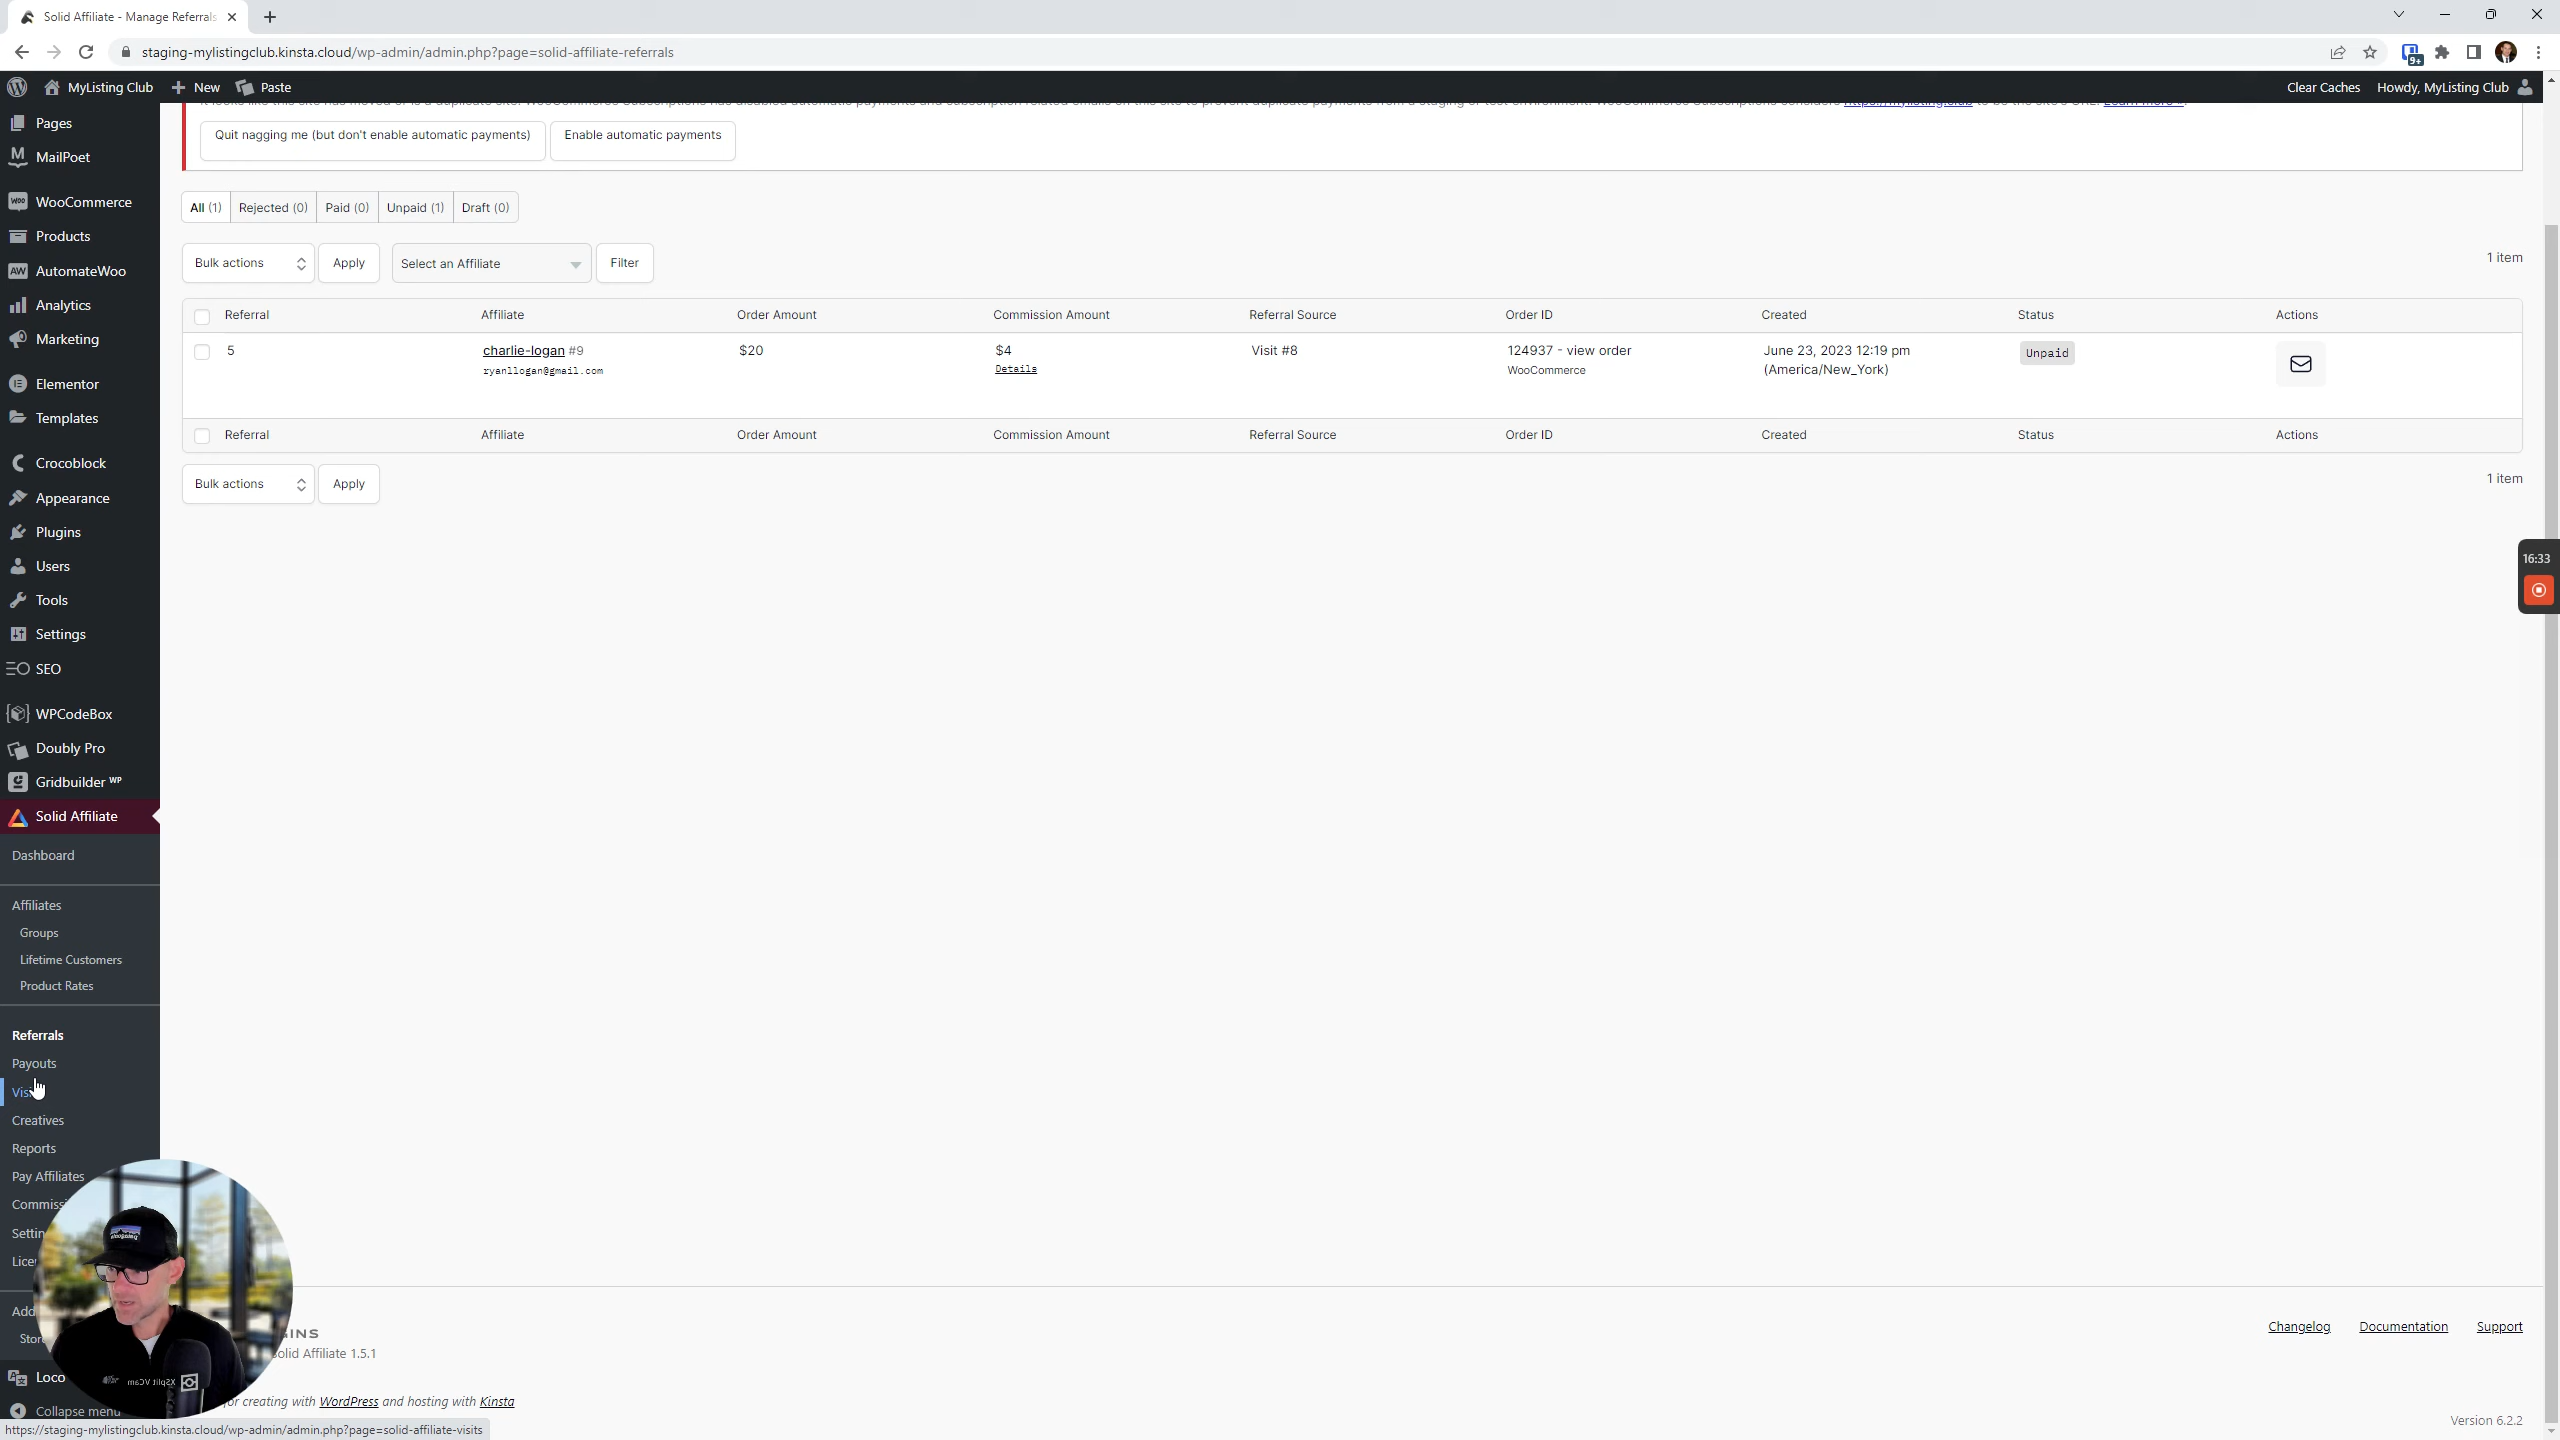 Solid Affiliate - Manage Referrals
staging-mylistingclub.kinsta.cloud/wp-admin/admin.php?page=solid-affiliate-referrals
9+
MyListing Club
New
Paste
Clear Caches
Howdy, MyListing Club
Pages
MailPoet
WooCommerce
Products
AutomateWoo
Analytics
Marketing
Elementor
Templates
Crocoblock
Appearance
Plugins
Users
Tools
Settings
SEO
WPCodeBox
Doubly Pro
Gridbuilder WP
Solid Affiliate
Dashboard
Affiliates
Groups
Lifetime Customers
Product Rates
Referrals
Payouts
Creatives
Reports
Pay Affiliates
Collapse menu
Quit nagging me (but don't enable automatic payments)
Enable automatic payments
All (1)
Rejected (0)
Paid (0)
Unpaid (1)
Draft (0)
Bulk actions
Apply
Select an Affiliate
Filter
1 item
Referral Affiliate Order Amount Commission Amount Referral Source Order ID Created Status Actions
5 charlie-logan #9 $20 $4 Visit #8 124937 - view order June 23, 2023 12:19 pm Unpaid
ryanllogan@gmail.com Details WooCommerce (America/New_York)
Referral Affiliate Order Amount Commission Amount Referral Source Order ID Created Status Actions
Bulk actions
Apply
1 item
16:33
Changelog
Documentation
Support
Solid Affiliate 1.5.1
for creating with WordPress and hosting with Kinsta
XSplit VCam
Version 6.2.2
https://staging-mylistingclub.kinsta.cloud/wp-admin/admin.php?page=solid-affiliate-visits